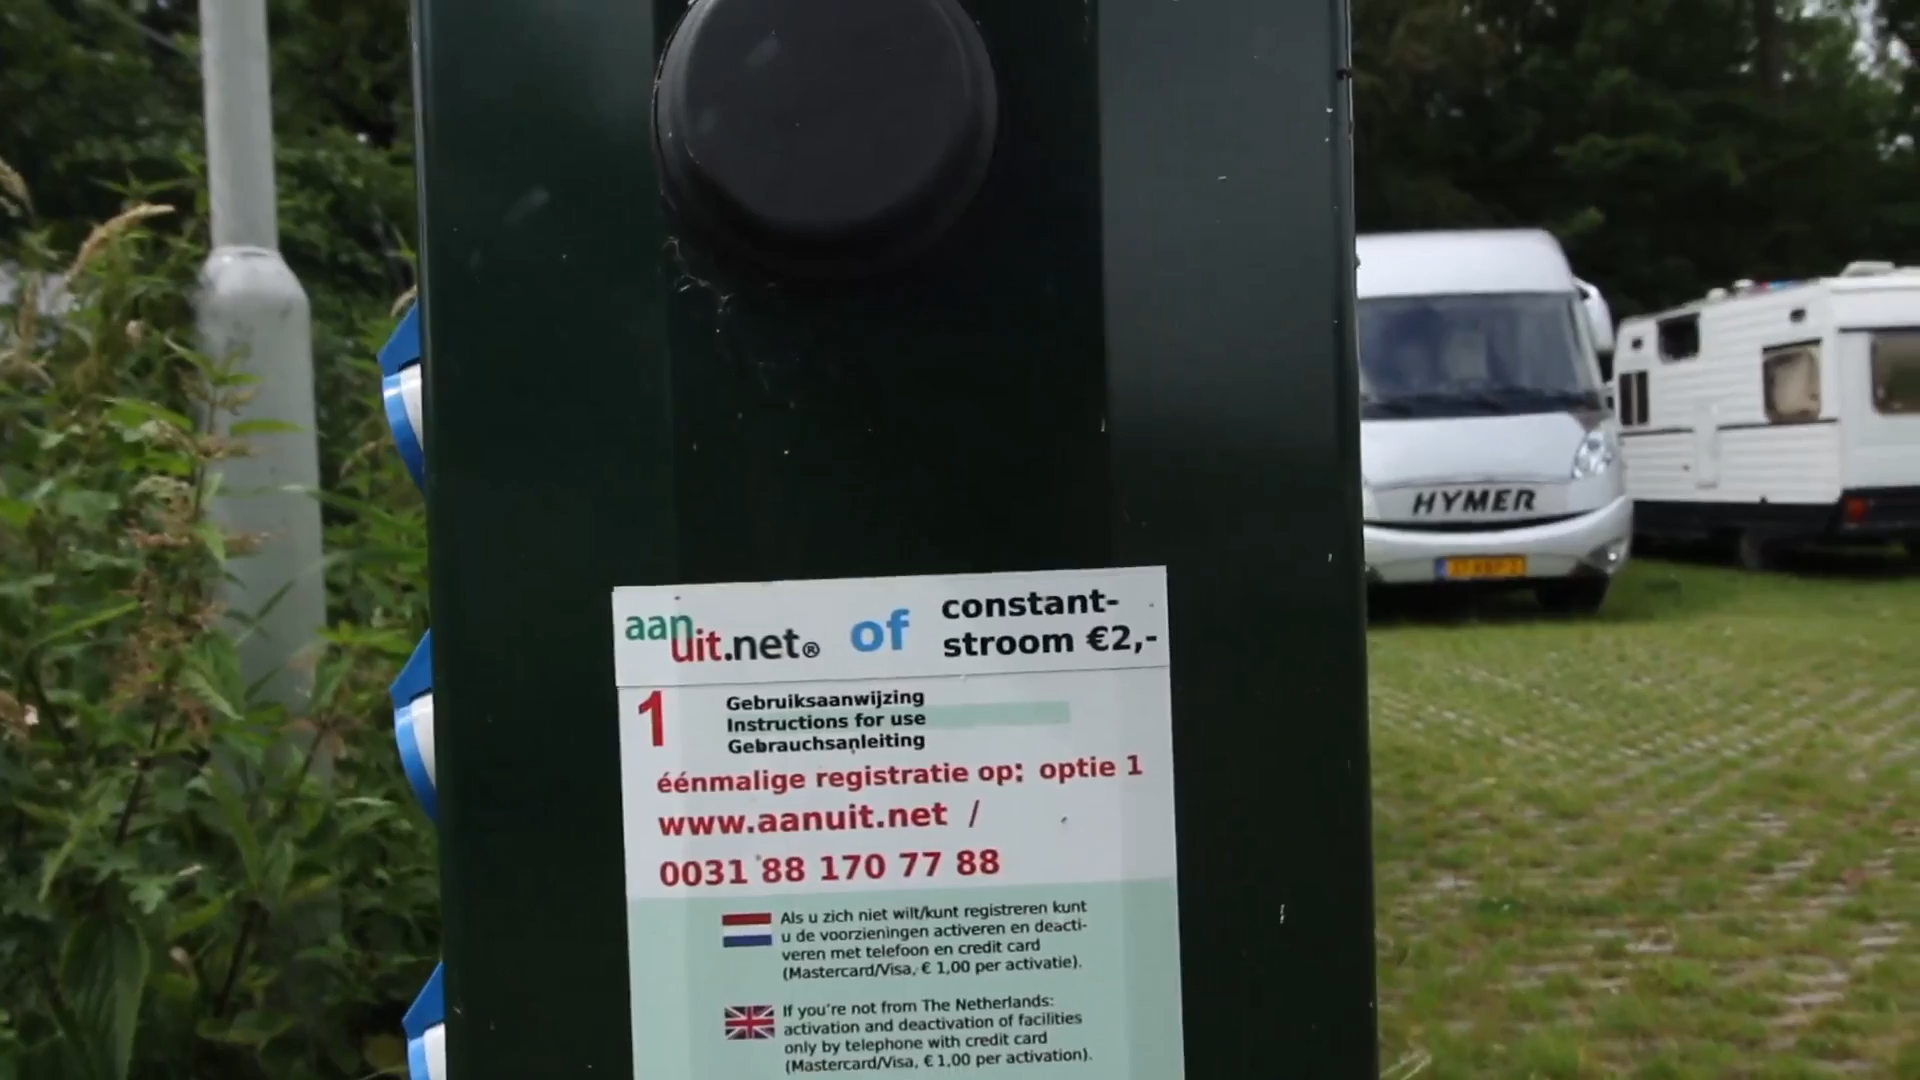 aanuit.net® of constant-
stroom €2,-
1
Gebruiksaanwijzing
Instructions for use
Gebrauchsanleiting
éénmalige registratie op: optie 1
www.aanuit.net /
0031 88 170 77 88
Als u zich niet wilt/kunt registreren kunt
u de voorzieningen activeren en deacti-
veren met telefoon en credit card
(Mastercard/Visa, € 1,00 per activatie).
If you're not from The Netherlands:
activation and deactivation of facilities
only by telephone with credit card
(Mastercard/Visa, € 1,00 per activation).
HYMER